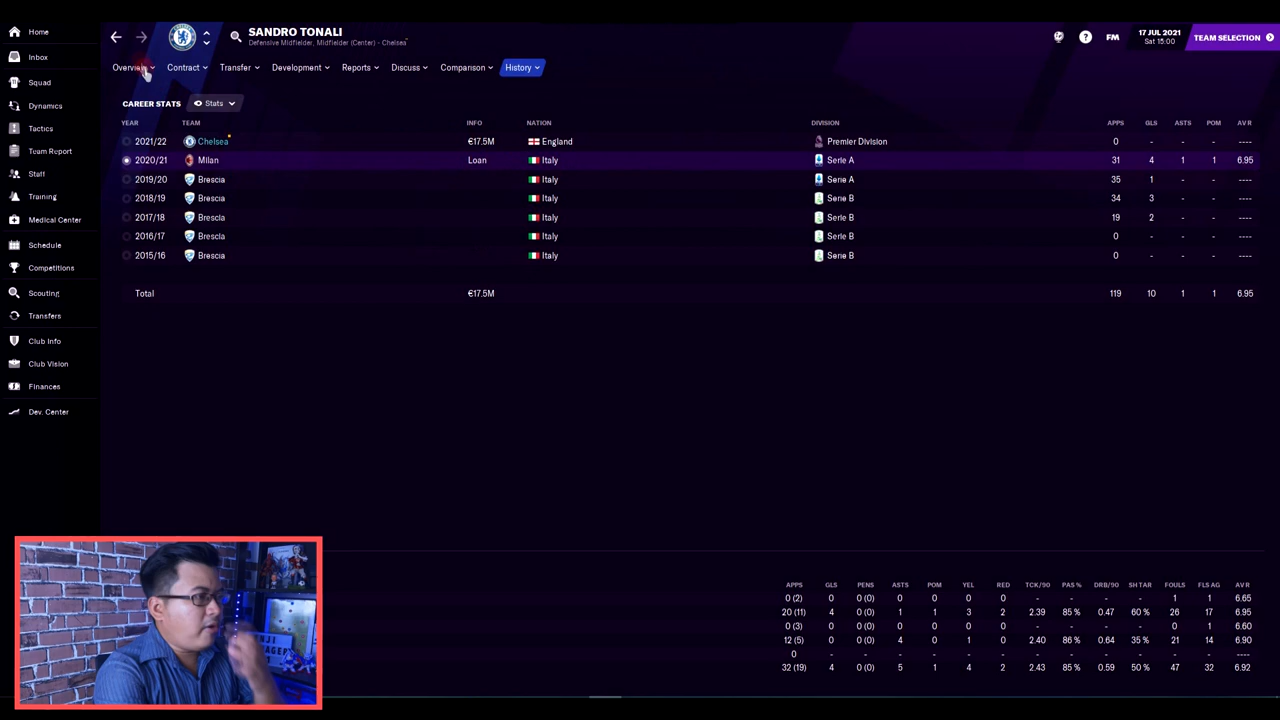 Home
Inbox
Squad
Dynamics
Tactics
Team Report
Staff
Training
Medical Center
Schedule
Competitions
Scouting
Transfers
Club Info
Club Vision
Finances
Dev. Center
SANDRO TONALI
Defensive Midfielder, Midfielder (Center) - Chelsea
FM
17 JUL 2021
Sat 15:00
TEAM SELECTION
Overview Contract Transfer Development Reports Discuss Comparison History
CAREER STATS Stats
YEAR TEAM INFO NATION DIVISION APPS GLS ASTS POM AV R
2021/22 Chelsea €17.5M England Premier Division 0 - - - ----
2020/21 Milan Loan Italy Serie A 31 4 1 1 6.95
2019/20 Brescia Italy Serie A 35 1 - - ----
2018/19 Brescia Italy Serie B 34 3 - - ----
2017/18 Brescia Italy Serie B 19 2 - - ----
2016/17 Brescia Italy Serie B 0 - - - ----
2015/16 Brescia Italy Serie B 0 - - - ----
Total €17.5M 119 10 1 1 6.95
APPS GLS PENS ASTS POM YEL RED TCK/90 PAS % DRB/90 SH TAR FOULS FLS AG AV R
0 (2) 0 0 (0) 0 0 0 0 1 1 6.65
20 (11) 4 0 (0) 1 1 3 2 2.39 85 % 0.47 60 % 26 17 6.95
0 (3) 0 0 (0) 0 0 0 0 0 1 6.60
12 (5) 0 0 (0) 4 0 1 0 2.40 86 % 0.64 35 % 21 14 6.90
0 0 0 (0) 0 0 0 0 - - - - - - ----
32 (19) 4 0 (0) 5 1 4 2 2.43 85 % 0.59 50 % 47 32 6.92